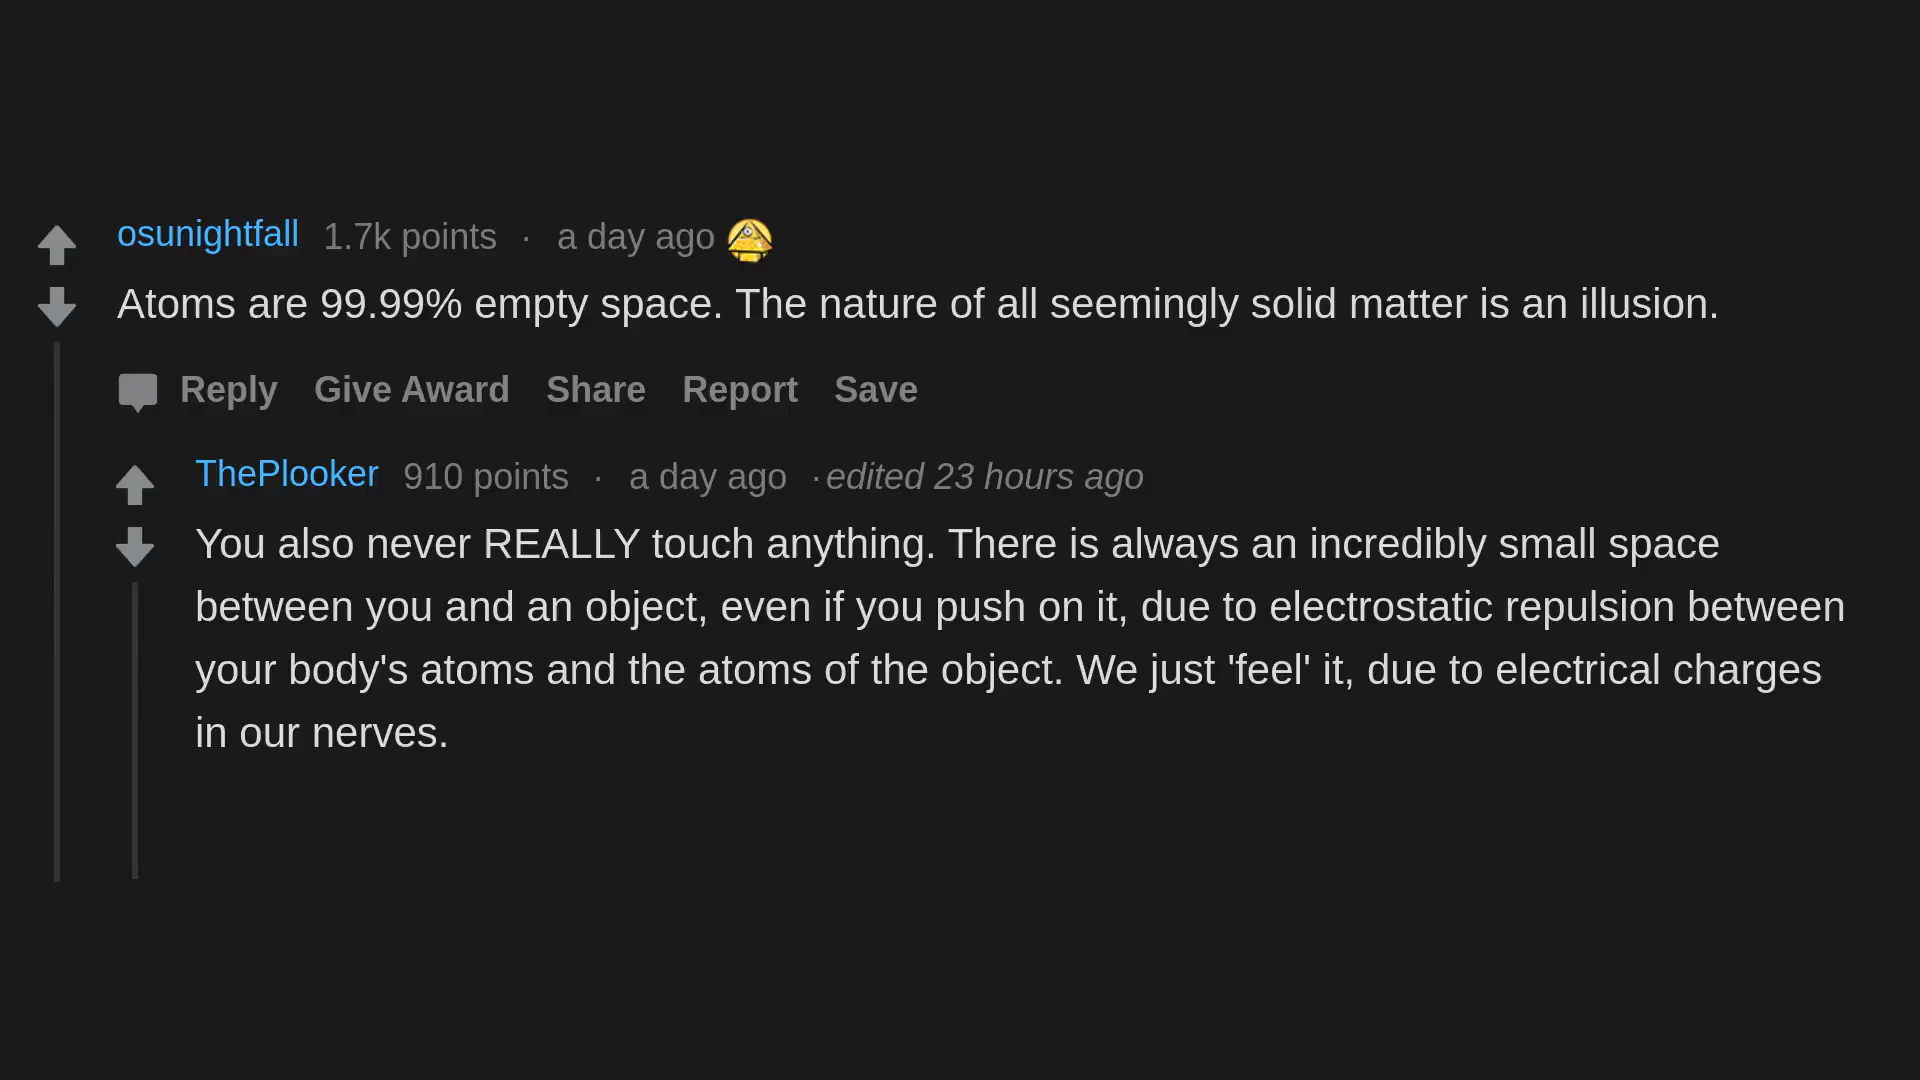 osunightfall 1.7k points · a day ago
Atoms are 99.99% empty space. The nature of all seemingly solid matter is an illusion.
Reply Give Award Share Report Save
ThePlooker 910 points · a day ago · edited 23 hours ago
You also never REALLY touch anything. There is always an incredibly small space
between you and an object, even if you push on it, due to electrostatic repulsion between
your body's atoms and the atoms of the object. We just 'feel' it, due to electrical charges
in our nerves.